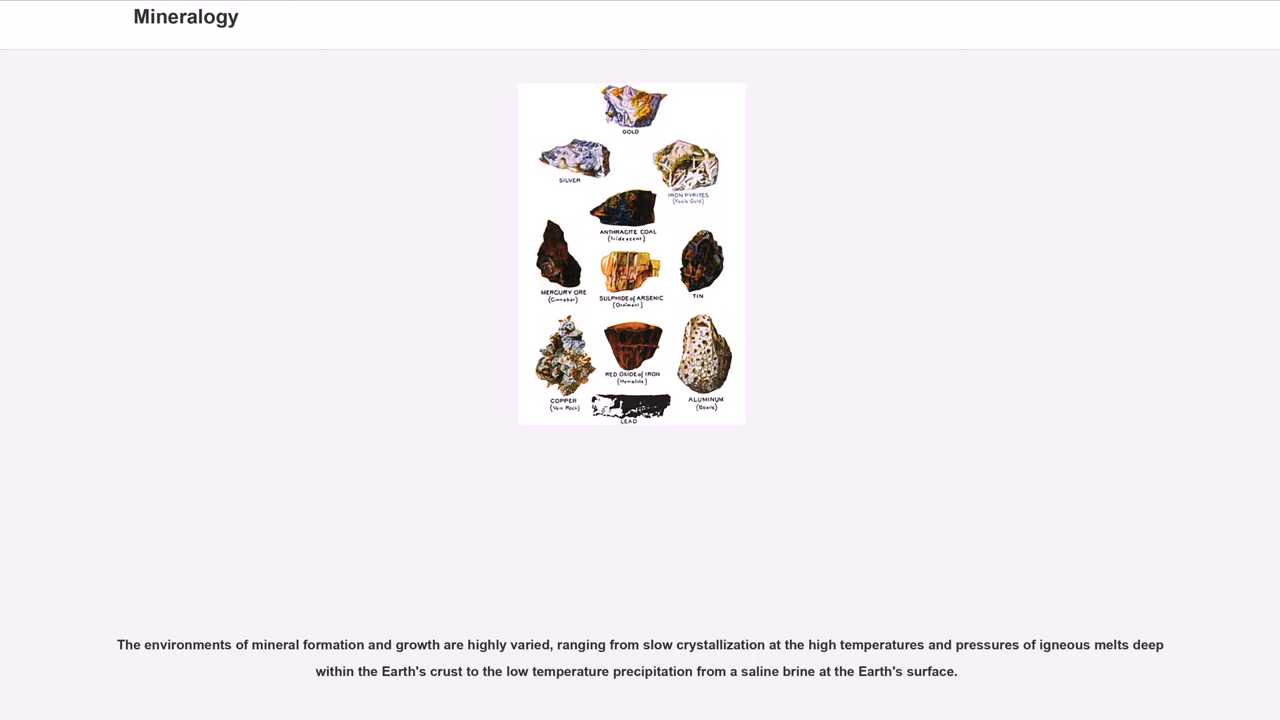 Mineralogy
GOLD
SILVER
IRON PYRITES
(Fools Gold)
ANTHRACITE COAL
(Iridescent)
MERCURY ORE
(Cinnabar)
SULPHIDE of ARSENIC
(Orpiment)
TIN
RED OXIDE of IRON
(Hematite)
COPPER
(Vein Rock)
ALUMINUM
LEAD
The environments of mineral formation and growth are highly varied, ranging from slow crystallization at the high temperatures and pressures of igneous melts deep
within the Earth's crust to the low temperature precipitation from a saline brine at the Earth's surface.